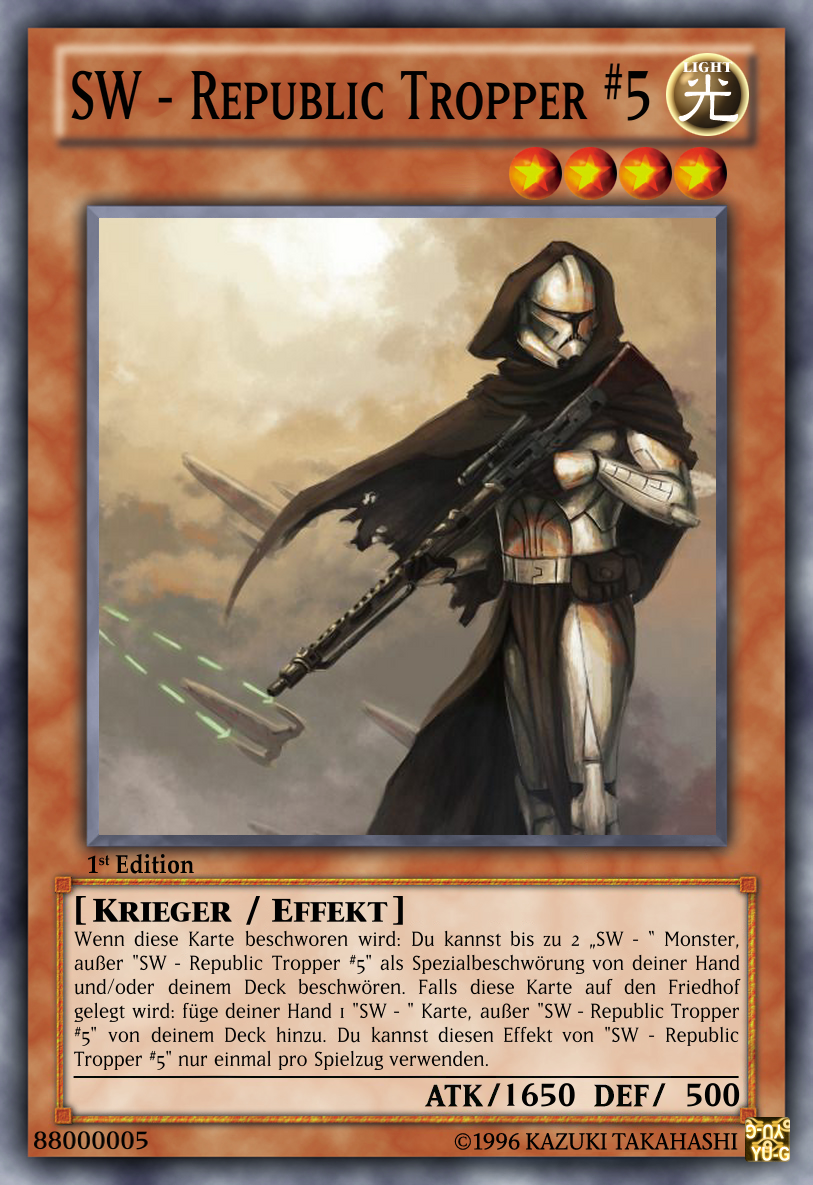 SW - Republic Tropper #5
LIGHT
光
1st Edition
[ Krieger / Effekt ]
Wenn diese Karte beschworen wird: Du kannst bis zu 2 „SW - “ Monster,
außer "SW - Republic Tropper #5" als Spezialbeschwörung von deiner Hand
und/oder deinem Deck beschwören. Falls diese Karte auf den Friedhof
gelegt wird: füge deiner Hand 1 "SW - " Karte, außer "SW - Republic Tropper
#5" von deinem Deck hinzu. Du kannst diesen Effekt von "SW - Republic
Tropper #5" nur einmal pro Spielzug verwenden.
ATK/1650 DEF/ 500
88000005
©1996 KAZUKI TAKAHASHI